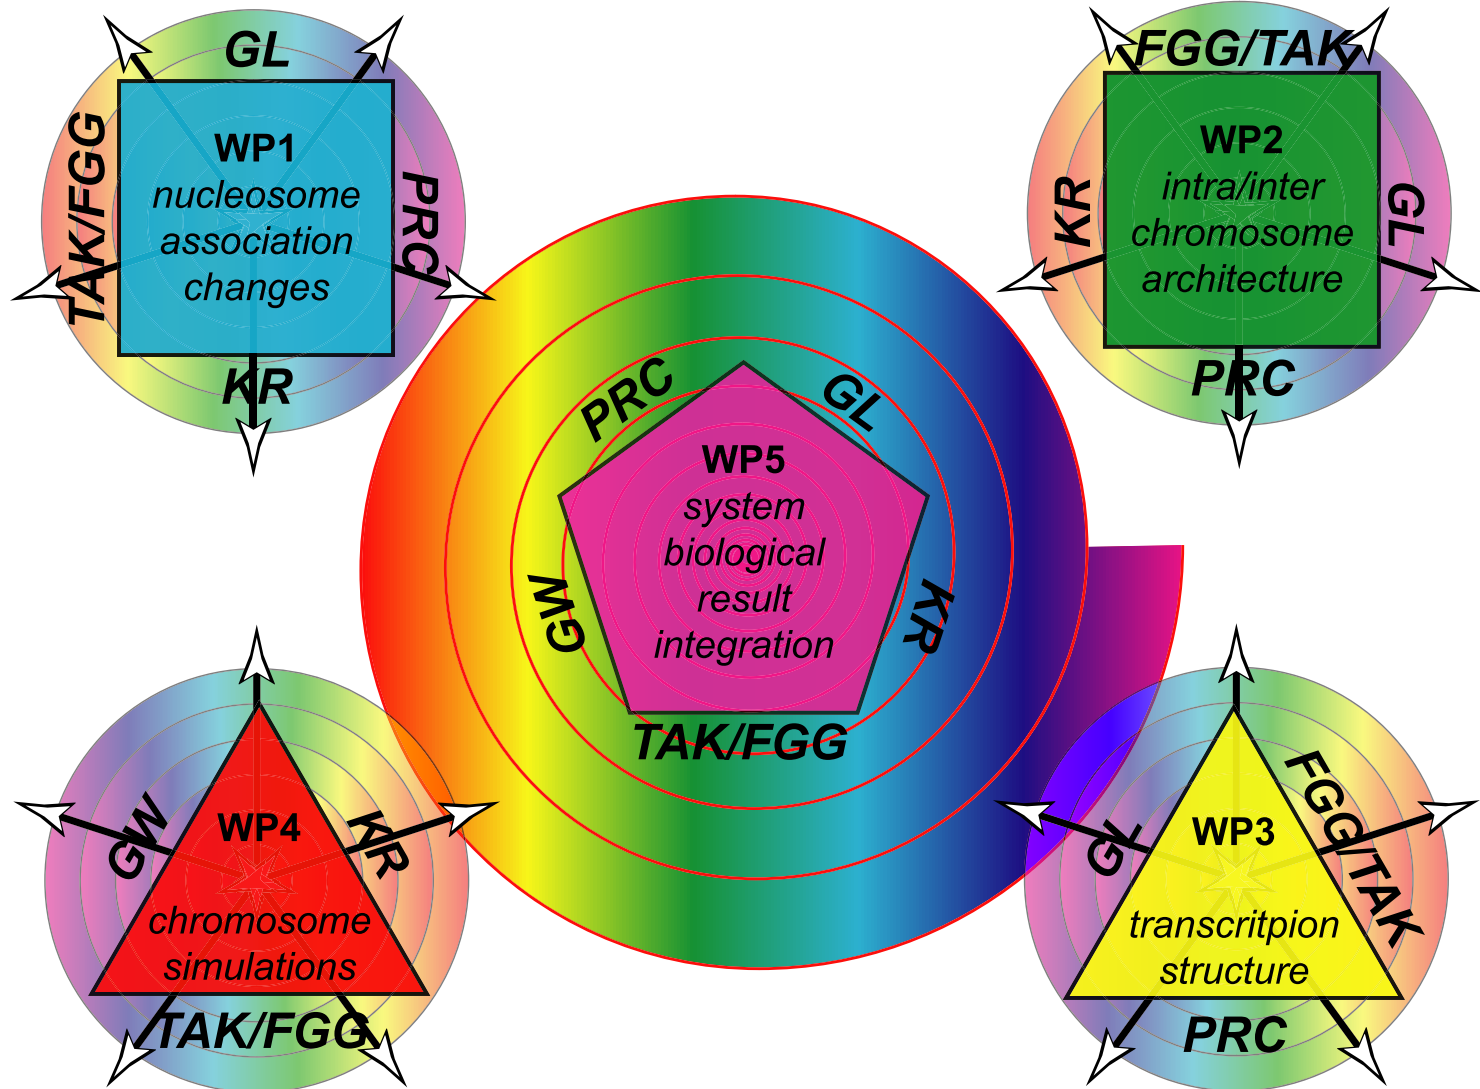 GL
TAK/FGG
WP1
nucleosome
association
changes
PRC
KR
FGG/TAK
KR
WP2
intra/inter
chromosome
architecture
GL
PRC
PRC
GL
WP5
system
biological
result
integration
GW
KR
TAK/FGG
GW
KR
WP4
chromosome
simulations
TAK/FGG
GL
FGG/TAK
WP3
transcritpion
structure
PRC